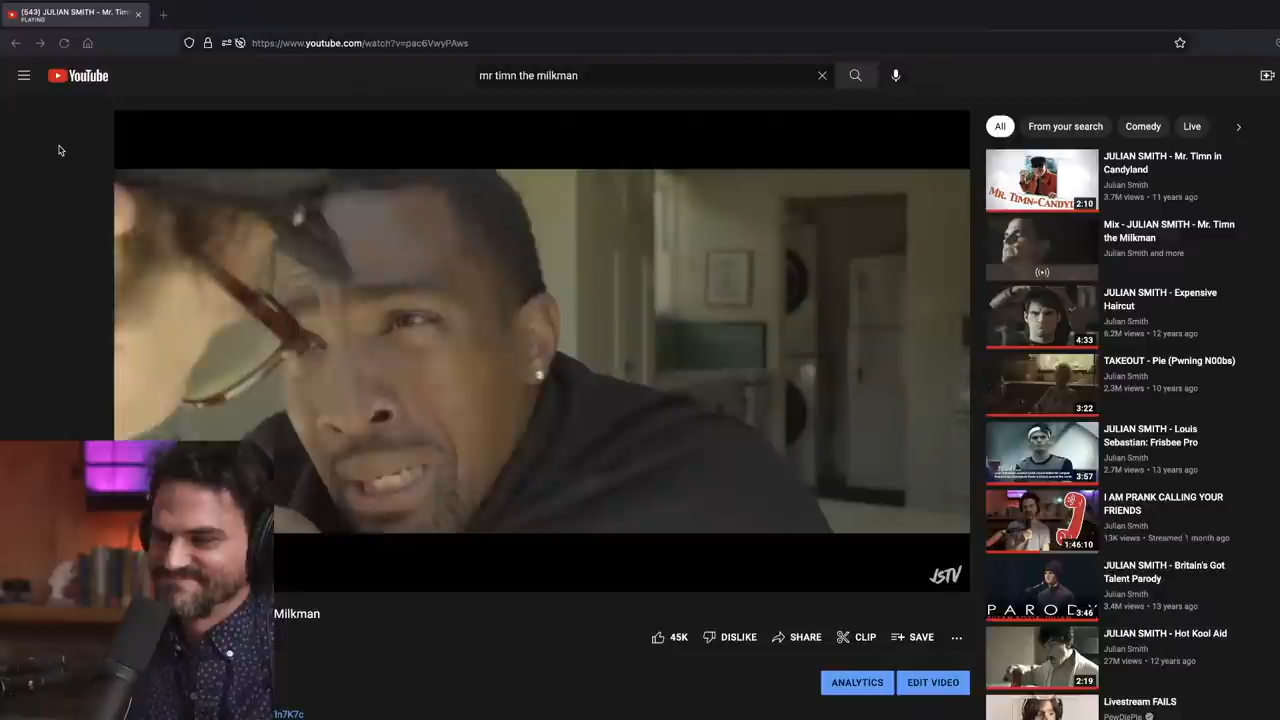 (543) JULIAN SMITH - Mr. Tim
PLAYING
https://www.youtube.com/watch?v=pac6VwyPAws
YouTube
mr timn the milkman
JSTV
Milkman
45K
DISLIKE
SHARE
CLIP
SAVE
ANALYTICS
EDIT VIDEO
1n7K7c
All
From your search
Comedy
Live
MR. TIMN-CANDYL
2:10
JULIAN SMITH - Mr. Timn in
Candyland
Julian Smith
3.7M views • 11 years ago
Mix - JULIAN SMITH - Mr. Timn
the Milkman
Julian Smith and more
4:33
JULIAN SMITH - Expensive
Haircut
Julian Smith
6.2M views • 12 years ago
3:22
TAKEOUT - Pie (Pwning N00bs)
Julian Smith
2.3M views • 10 years ago
3:57
JULIAN SMITH - Louis
Sebastian: Frisbee Pro
Julian Smith
2.7M views • 13 years ago
1:46:10
I AM PRANK CALLING YOUR
FRIENDS
Julian Smith
13K views • Streamed 1 month ago
PARODY
3:46
JULIAN SMITH - Britain's Got
Talent Parody
Julian Smith
3.4M views • 13 years ago
2:19
JULIAN SMITH - Hot Kool Aid
Julian Smith
27M views • 12 years ago
Livestream FAILS
PewDiePie